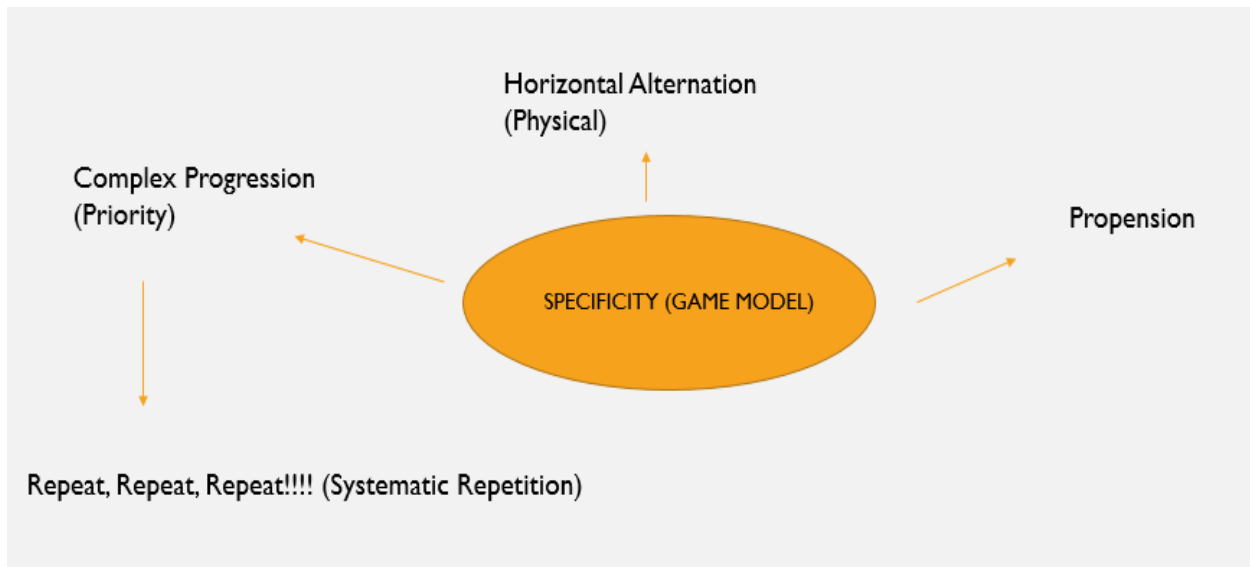 Horizontal Alternation
(Physical)
Complex Progression
(Priority)
Propension
SPECIFICITY (GAME MODEL)
Repeat, Repeat, Repeat!!!! (Systematic Repetition)